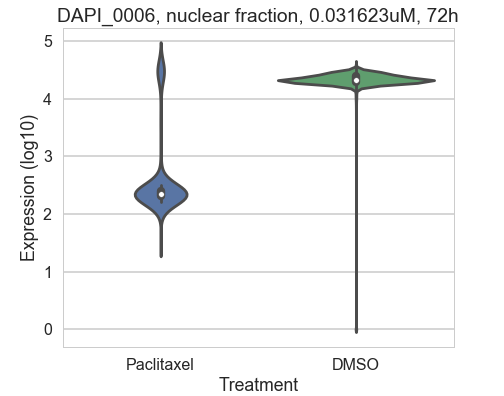 DAPI_0006, nuclear fraction, 0.031623uM, 72h
5
4
3
2
1
0
Expression (log10)
Paclitaxel DMSO
Treatment